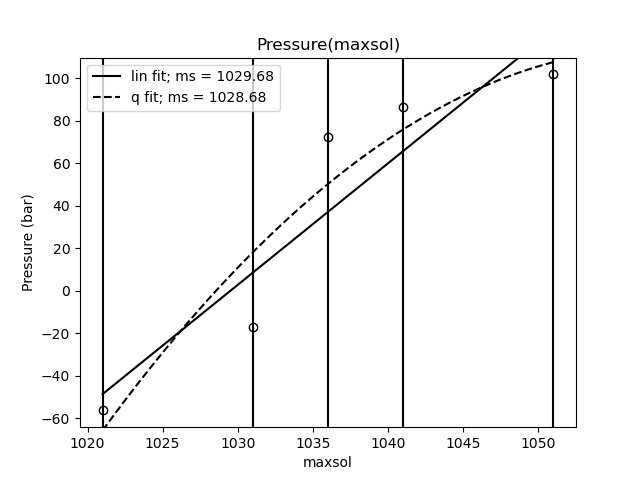 Pressure(maxsol)
lin fit; ms = 1029.68
q fit; ms = 1028.68
100
80
60
40
20
0
−20
−40
−60
Pressure (bar)
1020 1025 1030 1035 1040 1045 1050
maxsol